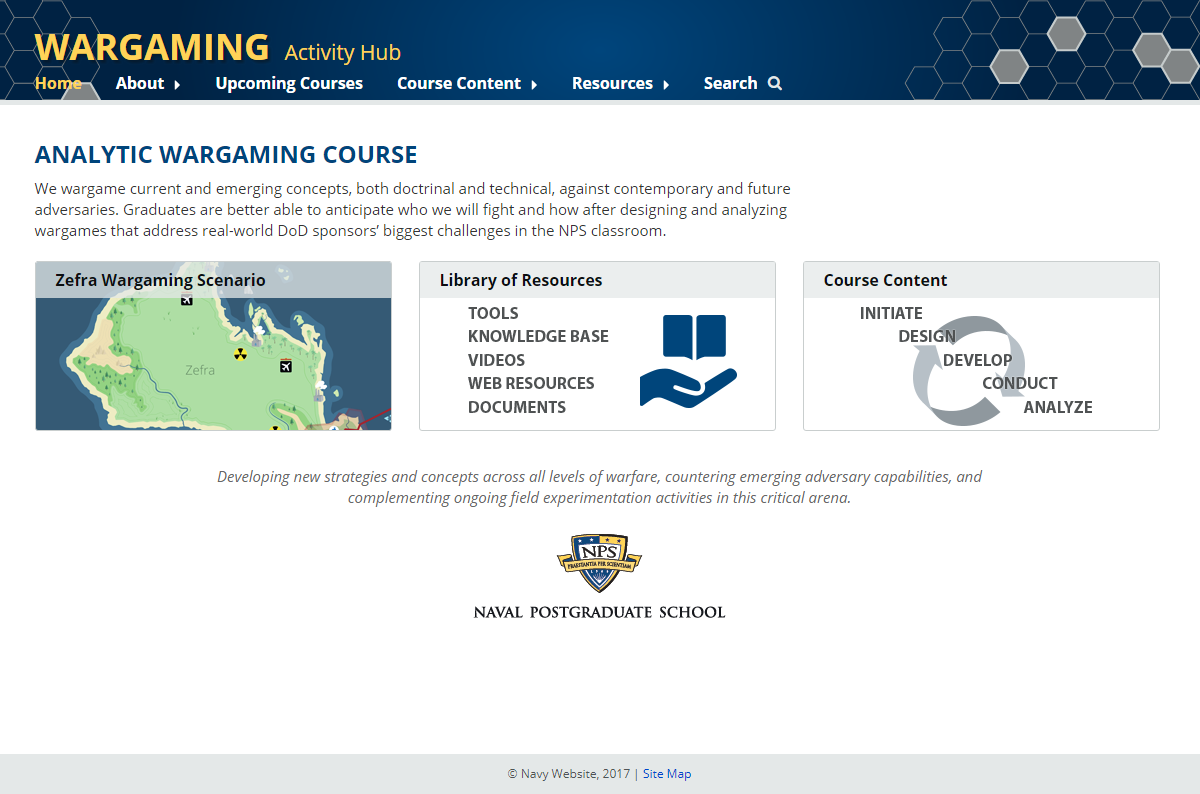 WARGAMING Activity Hub
Home About Upcoming Courses Course Content Resources Search
ANALYTIC WARGAMING COURSE
We wargame current and emerging concepts, both doctrinal and technical, against contemporary and future
adversaries. Graduates are better able to anticipate who we will fight and how after designing and analyzing
wargames that address real-world DoD sponsors’ biggest challenges in the NPS classroom.
Zefra Wargaming Scenario
Zefra
Library of Resources
TOOLS
KNOWLEDGE BASE
VIDEOS
WEB RESOURCES
DOCUMENTS
Course Content
INITIATE
DESIGN
DEVELOP
CONDUCT
ANALYZE
Developing new strategies and concepts across all levels of warfare, countering emerging adversary capabilities, and
complementing ongoing field experimentation activities in this critical arena.
NPS
PRAESTANTIA PER SCIENTIAM
NAVAL POSTGRADUATE SCHOOL
© Navy Website, 2017 | Site Map